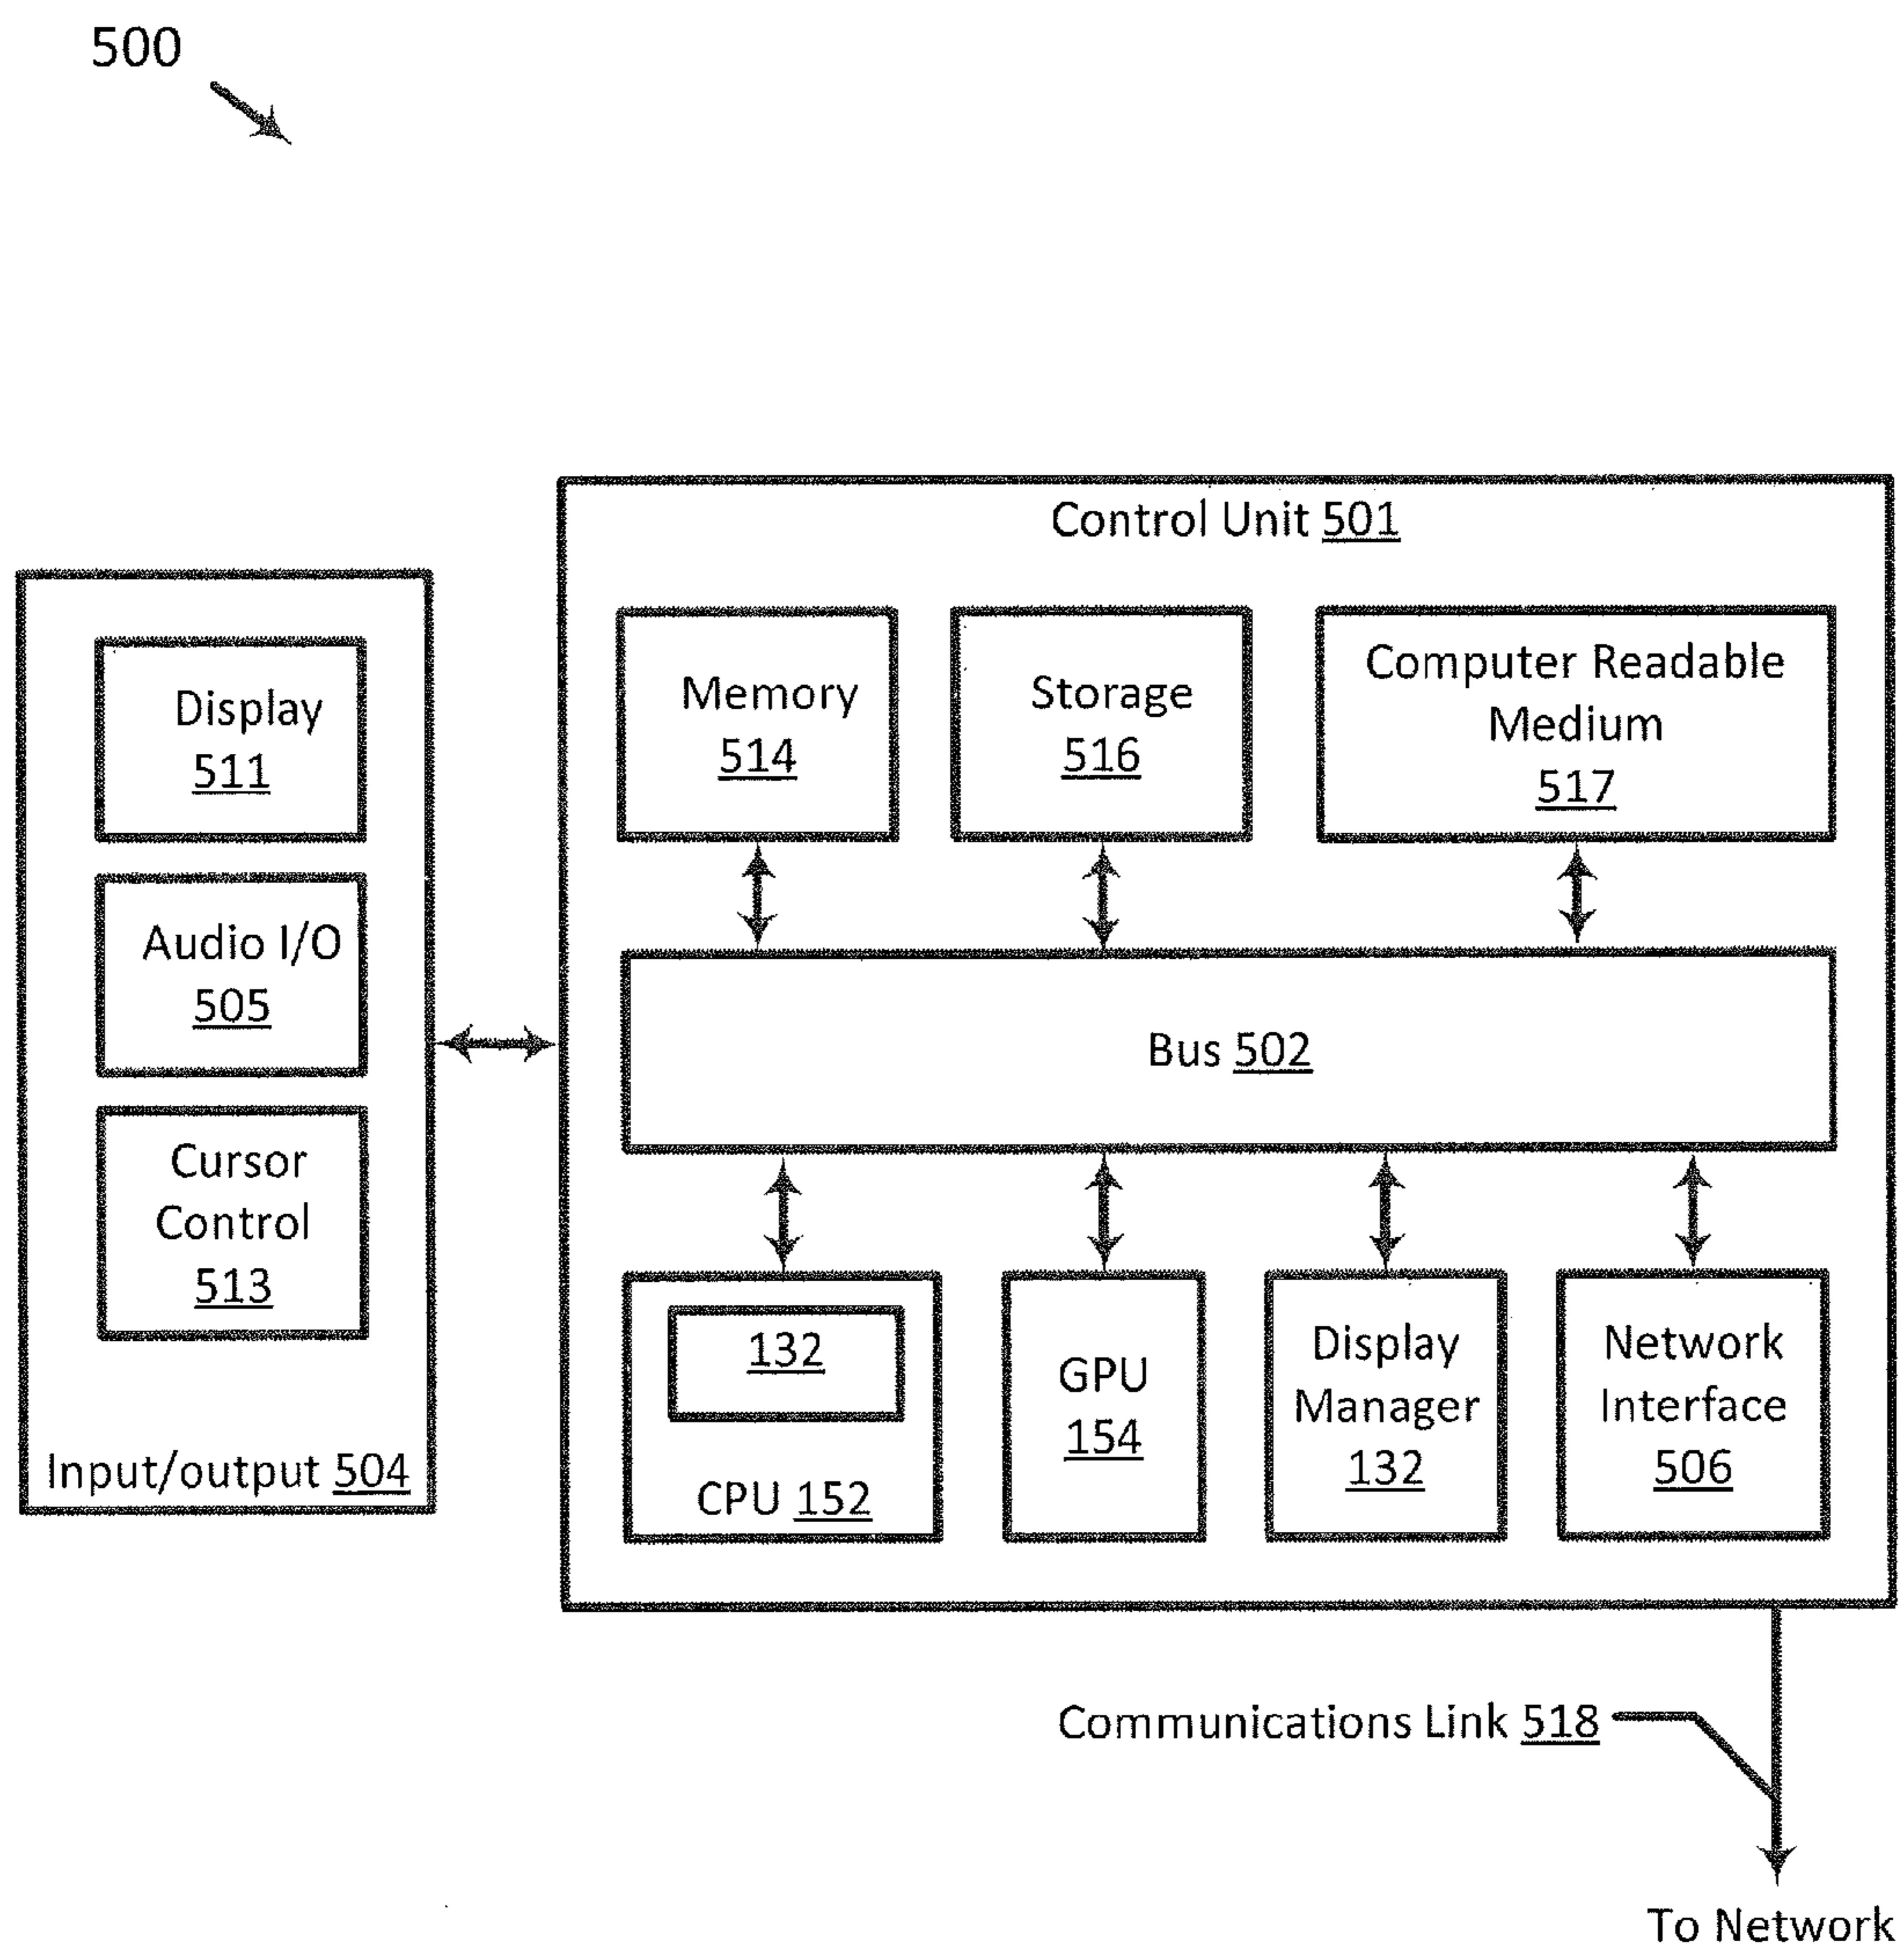 500
Control Unit 501
Display
511
Audio I/O
505
Cursor
Control
513
Input/output 504
Memory
514
Storage
516
Computer Readable
Medium
517
Bus 502
132
CPU 152
GPU
154
Display
Manager
132
Network
Interface
506
Communications Link 518
To Network